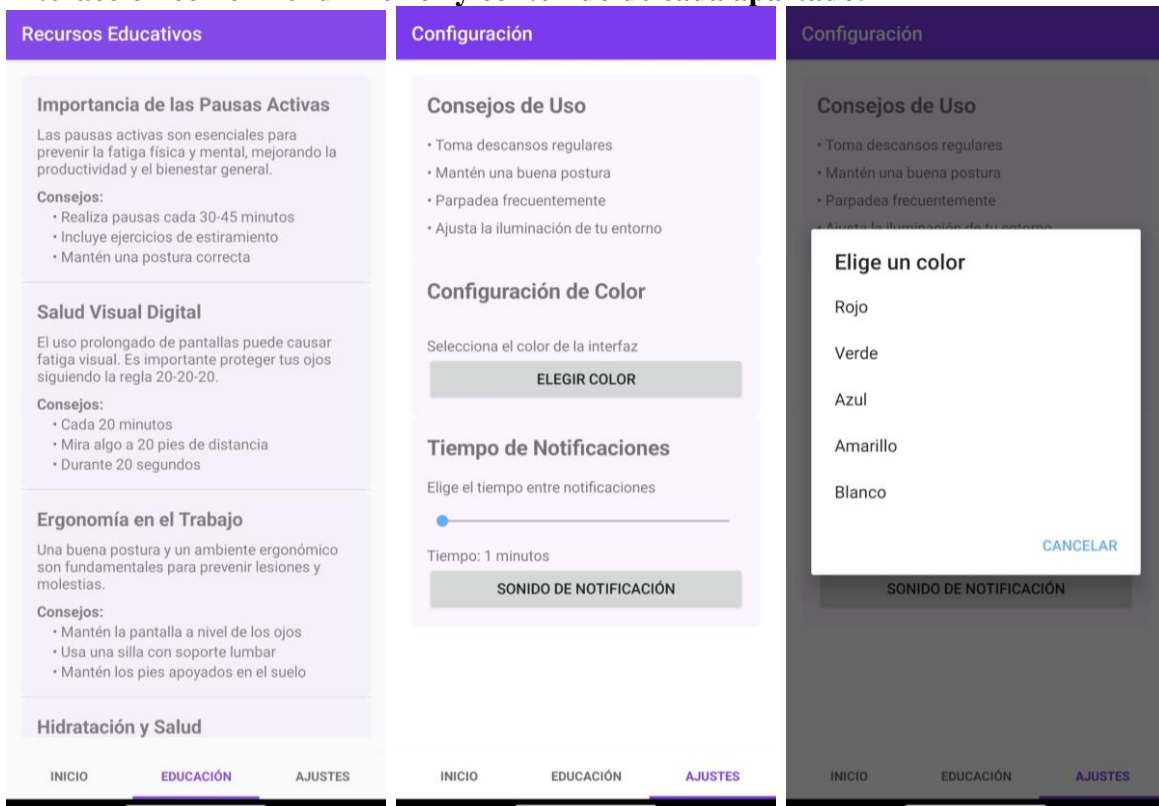 Recursos Educativos
Importancia de las Pausas Activas
Las pausas activas son esenciales para
prevenir la fatiga física y mental, mejorando la
productividad y el bienestar general.
Consejos:
• Realiza pausas cada 30-45 minutos
• Incluye ejercicios de estiramiento
• Mantén una postura correcta
Salud Visual Digital
El uso prolongado de pantallas puede causar
fatiga visual. Es importante proteger tus ojos
siguiendo la regla 20-20-20.
Consejos:
• Cada 20 minutos
• Mira algo a 20 pies de distancia
• Durante 20 segundos
Ergonomía en el Trabajo
Una buena postura y un ambiente ergonómico
son fundamentales para prevenir lesiones y
molestias.
Consejos:
• Mantén la pantalla a nivel de los ojos
• Usa una silla con soporte lumbar
• Mantén los pies apoyados en el suelo
Hidratación y Salud
INICIO EDUCACIÓN AJUSTES
Configuración
Consejos de Uso
• Toma descansos regulares
• Mantén una buena postura
• Parpadea frecuentemente
• Ajusta la iluminación de tu entorno
Configuración de Color
Selecciona el color de la interfaz
ELEGIR COLOR
Tiempo de Notificaciones
Elige el tiempo entre notificaciones
Tiempo: 1 minutos
SONIDO DE NOTIFICACIÓN
INICIO EDUCACIÓN AJUSTES
Configuración
Consejos de Uso
• Toma descansos regulares
• Mantén una buena postura
• Parpadea frecuentemente
• Ajusta la iluminación de tu entorno
Elige un color
Rojo
Verde
Azul
Amarillo
Blanco
CANCELAR
SONIDO DE NOTIFICACIÓN
INICIO EDUCACIÓN AJUSTES